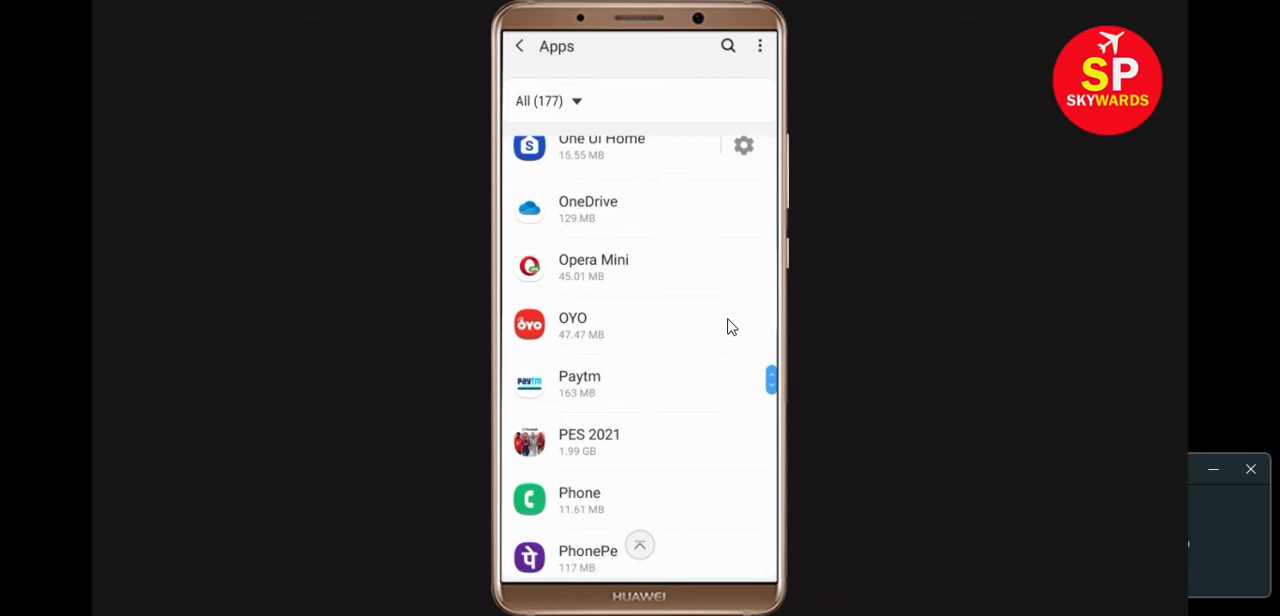 Apps
All (177)
One UI Home
15.55 MB
OneDrive
129 MB
Opera Mini
45.01 MB
OYO
47.47 MB
Paytm
163 MB
PES 2021
1.99 GB
Phone
11.61 MB
PhonePe
117 MB
HUAWEI
SP
SKYWARDS
S
OYO
Paytm
पे